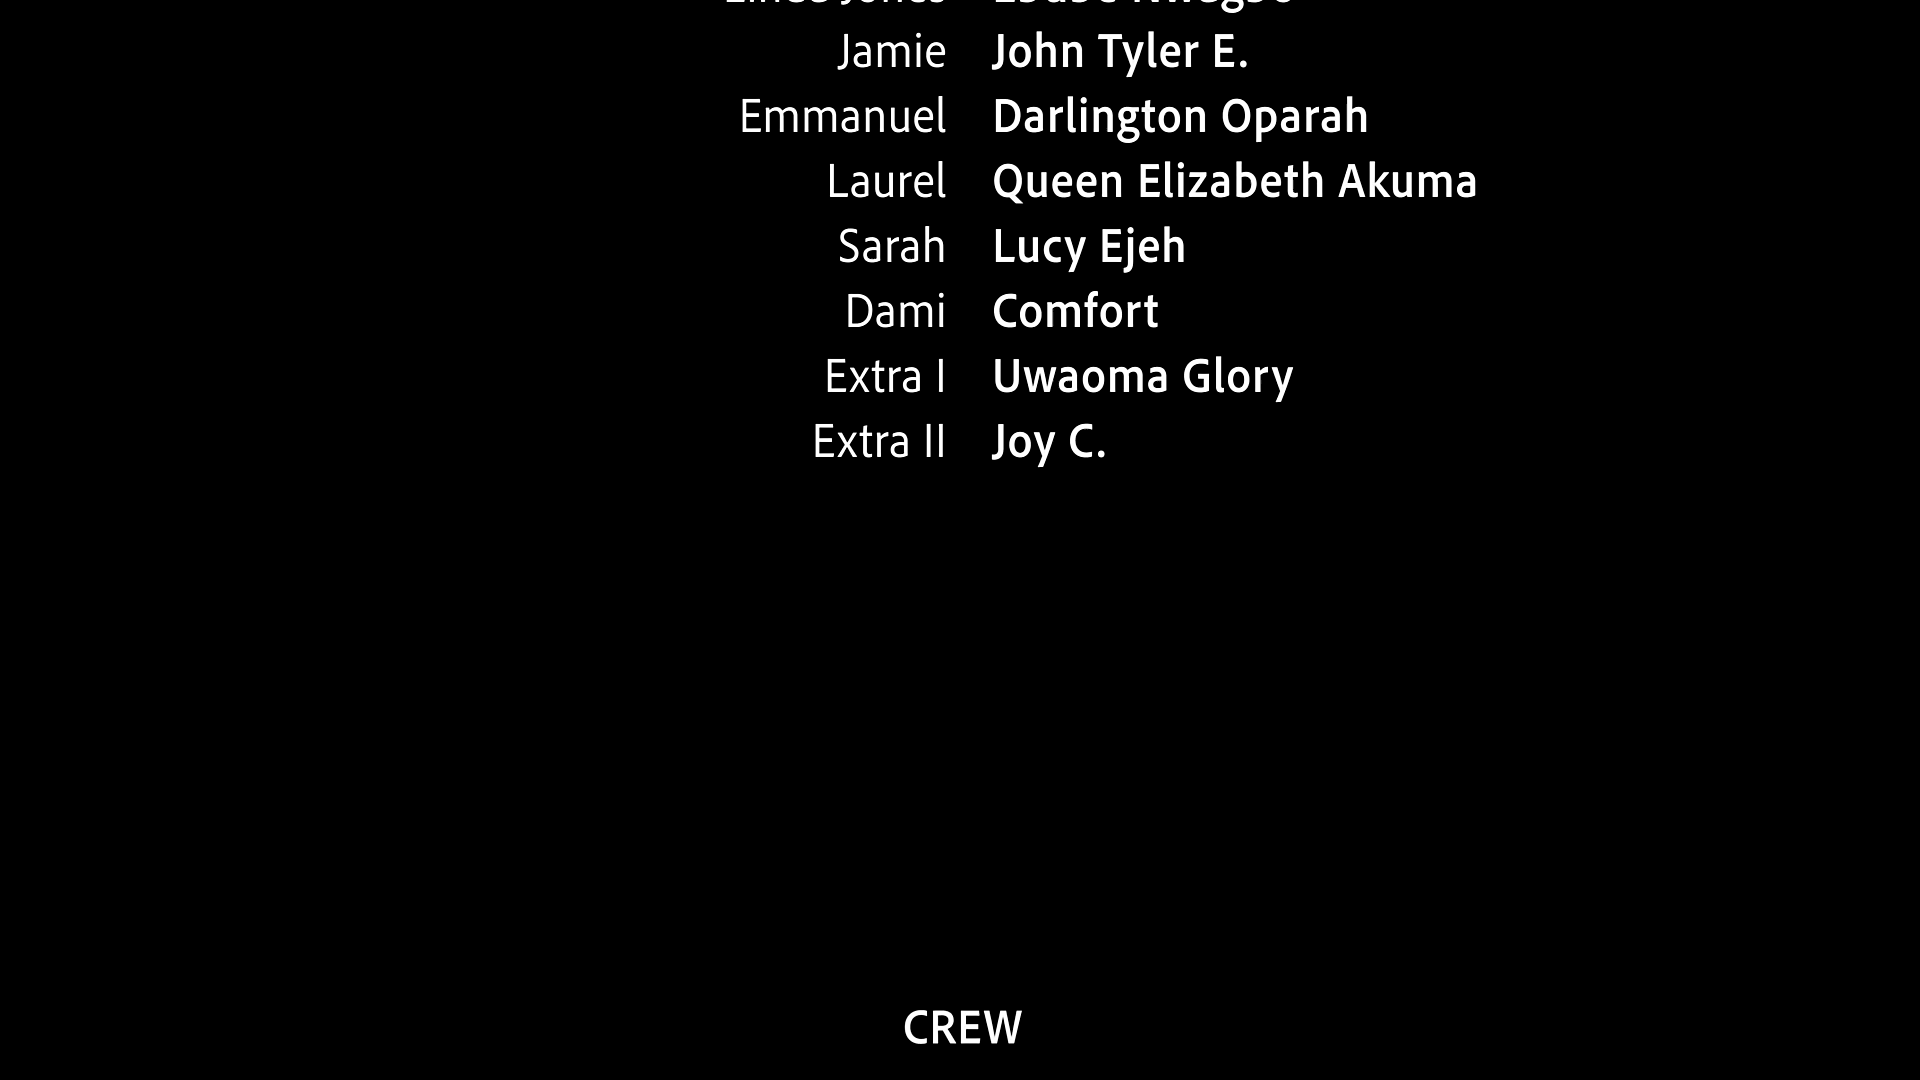 Jamie John Tyler E.
Emmanuel Darlington Oparah
Laurel Queen Elizabeth Akuma
Sarah Lucy Ejeh
Dami Comfort
Extra I Uwaoma Glory
Extra II Joy C.
CREW